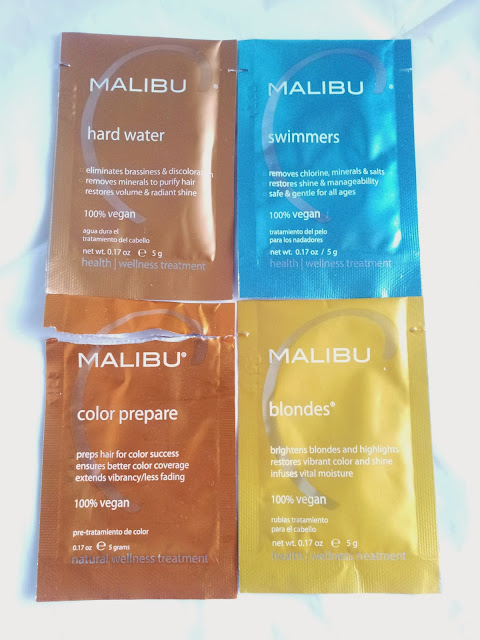 MALIBU
hard water
eliminates brassiness & discoloration
removes minerals to purify hair
restores volume & radiant shine
100% vegan
agua dura el
tratamiento del cabello
net wt. 0.17 oz ℮ 5 g
health | wellness treatment
MALIBU
swimmers
removes chlorine, minerals & salts
restores shine & manageability
safe & gentle for all ages
100% vegan
tratamiento del pelo
para los nadadores
net wt. 0.17 oz / 5 g
health | wellness treatment
MALIBU®
color prepare
preps hair for color success
ensures better color coverage
extends vibrancy/less fading
100% vegan
pre-tratamiento de color
0.17 oz ℮ 5 grams
natural wellness treatment
MALIBU
blondes®
brightens blondes and highlights
restores vibrant color and shine
infuses vital moisture
100% vegan
rubias tratamiento
para el cabello
net wt. 0.17 oz ℮ 5 g
health | wellness treatment